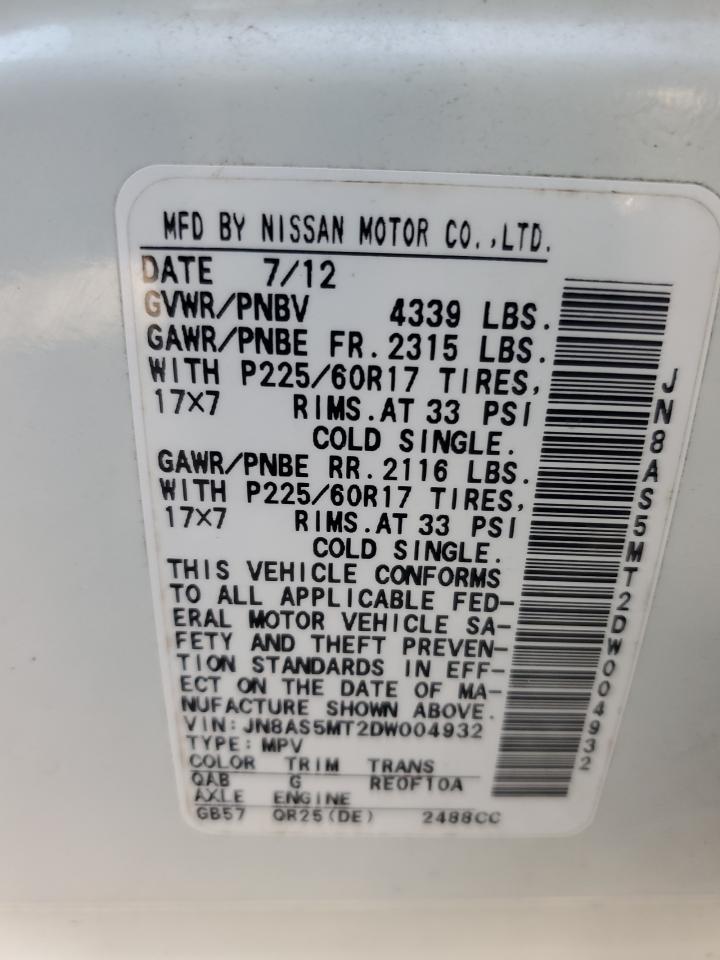 MFD BY NISSAN MOTOR CO.,LTD.
DATE 7/12
GVWR/PNBV 4339 LBS.
GAWR/PNBE FR.2315 LBS.
WITH P225/60R17 TIRES,
17×7 RIMS.AT 33 PSI
COLD SINGLE.
GAWR/PNBE RR.2116 LBS.
WITH P225/60R17 TIRES,
17×7 RIMS.AT 33 PSI
COLD SINGLE.
THIS VEHICLE CONFORMS
TO ALL APPLICABLE FED-
ERAL MOTOR VEHICLE SA-
FETY AND THEFT PREVEN-
TION STANDARDS IN EFF-
ECT ON THE DATE OF MA-
NUFACTURE SHOWN ABOVE.
VIN:JN8AS5MT2DW004932
TYPE:MPV
COLOR TRIM TRANS
QAB G RE0F10A
AXLE ENGINE
GB57 QR25(DE) 2488CC
JN8AS5MT2DW004932